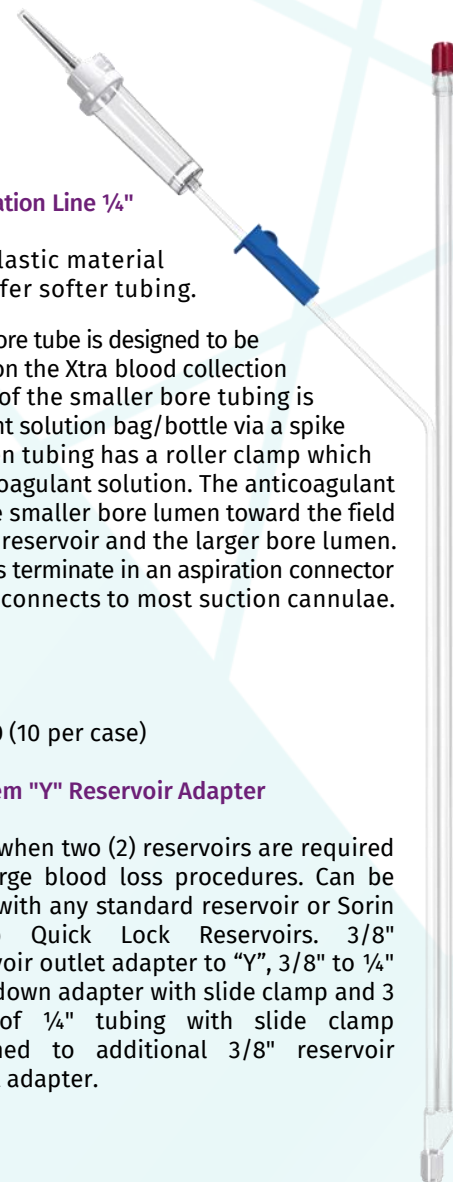 ation Line ¼"
lastic material
fer softer tubing.
ore tube is designed to be
on the Xtra blood collection
of the smaller bore tubing is
nt solution bag/bottle via a spike
n tubing has a roller clamp which
oagulant solution. The anticoagulant
e smaller bore lumen toward the field
reservoir and the larger bore lumen.
s terminate in an aspiration connector
connects to most suction cannulae.
(10 per case)
em "Y" Reservoir Adapter
when two (2) reservoirs are required
rge blood loss procedures. Can be
with any standard reservoir or Sorin
Quick Lock Reservoirs. 3/8"
voir outlet adapter to “Y”, 3/8" to ¼"
down adapter with slide clamp and 3
of ¼" tubing with slide clamp
ned to additional 3/8" reservoir
adapter.